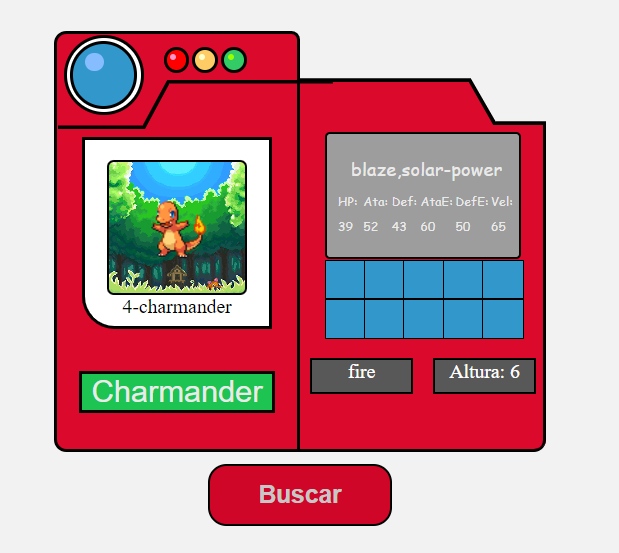 blaze,solar-power
HP: Ata: Def: AtaE: DefE: Vel:
39 52 43 60 50 65
4-charmander
fire
Altura: 6
Charmander
Buscar